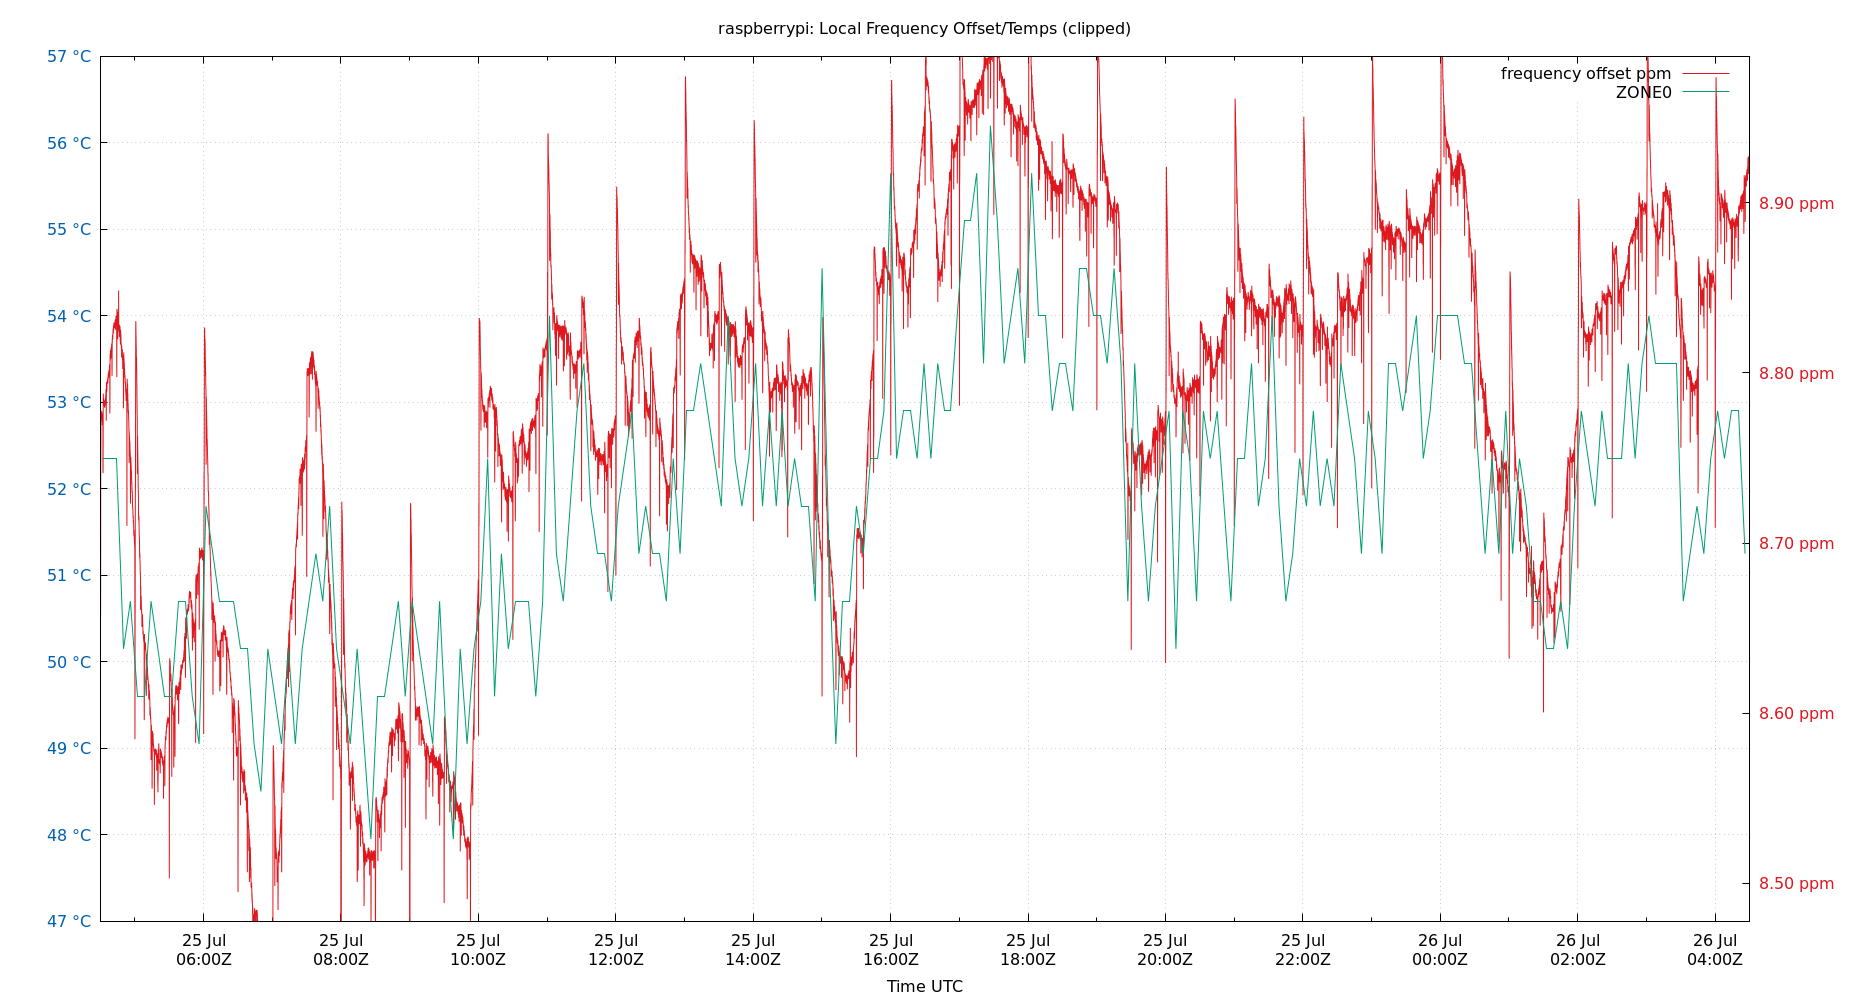 raspberrypi: Local Frequency Offset/Temps (clipped)
57 °C
56 °C
55 °C
54 °C
53 °C
52 °C
51 °C
50 °C
49 °C
48 °C
47 °C
frequency offset ppm
ZONE0
8.90 ppm
8.80 ppm
8.70 ppm
8.60 ppm
8.50 ppm
25 Jul 25 Jul 25 Jul 25 Jul 25 Jul 25 Jul 25 Jul 25 Jul 25 Jul 26 Jul 26 Jul 26 Jul
06:00Z 08:00Z 10:00Z 12:00Z 14:00Z 16:00Z 18:00Z 20:00Z 22:00Z 00:00Z 02:00Z 04:00Z
Time UTC